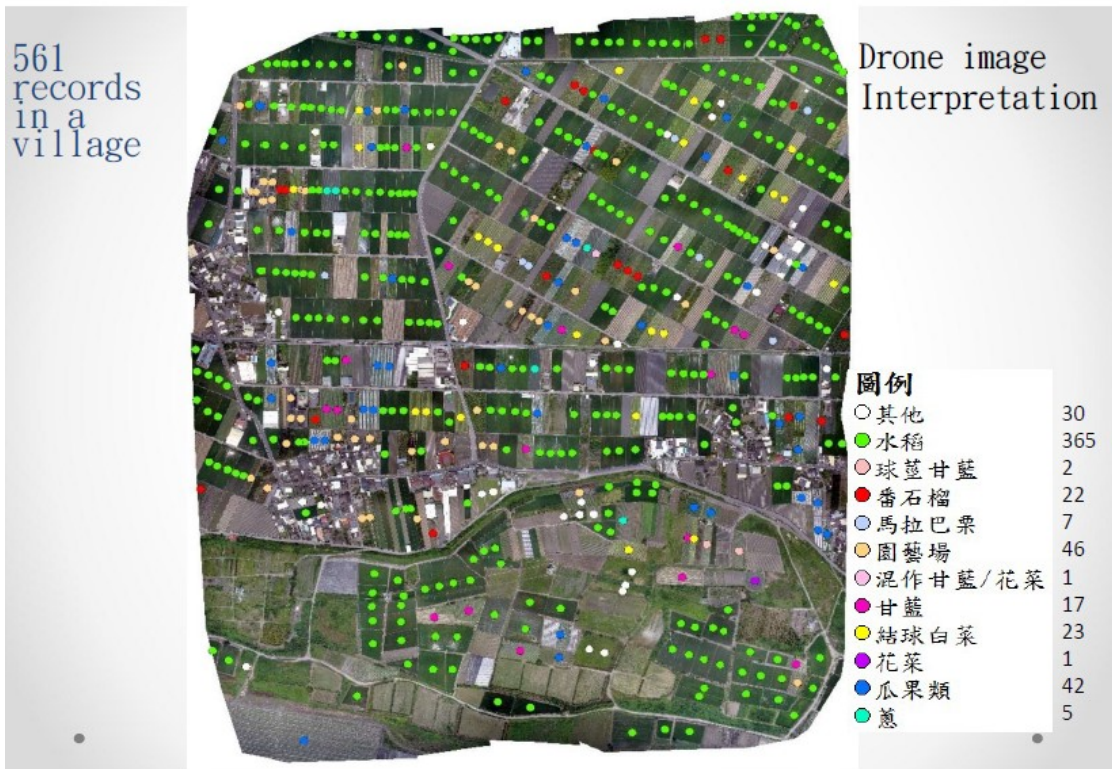 561
records
in a
village
Drone image
Interpretation
圖例
其他 30
水稻 365
球莖甘藍 2
番石榴 22
馬拉巴栗 7
園藝場 46
混作甘藍/花菜 1
甘藍 17
結球白菜 23
花菜 1
瓜果類 42
蔥 5